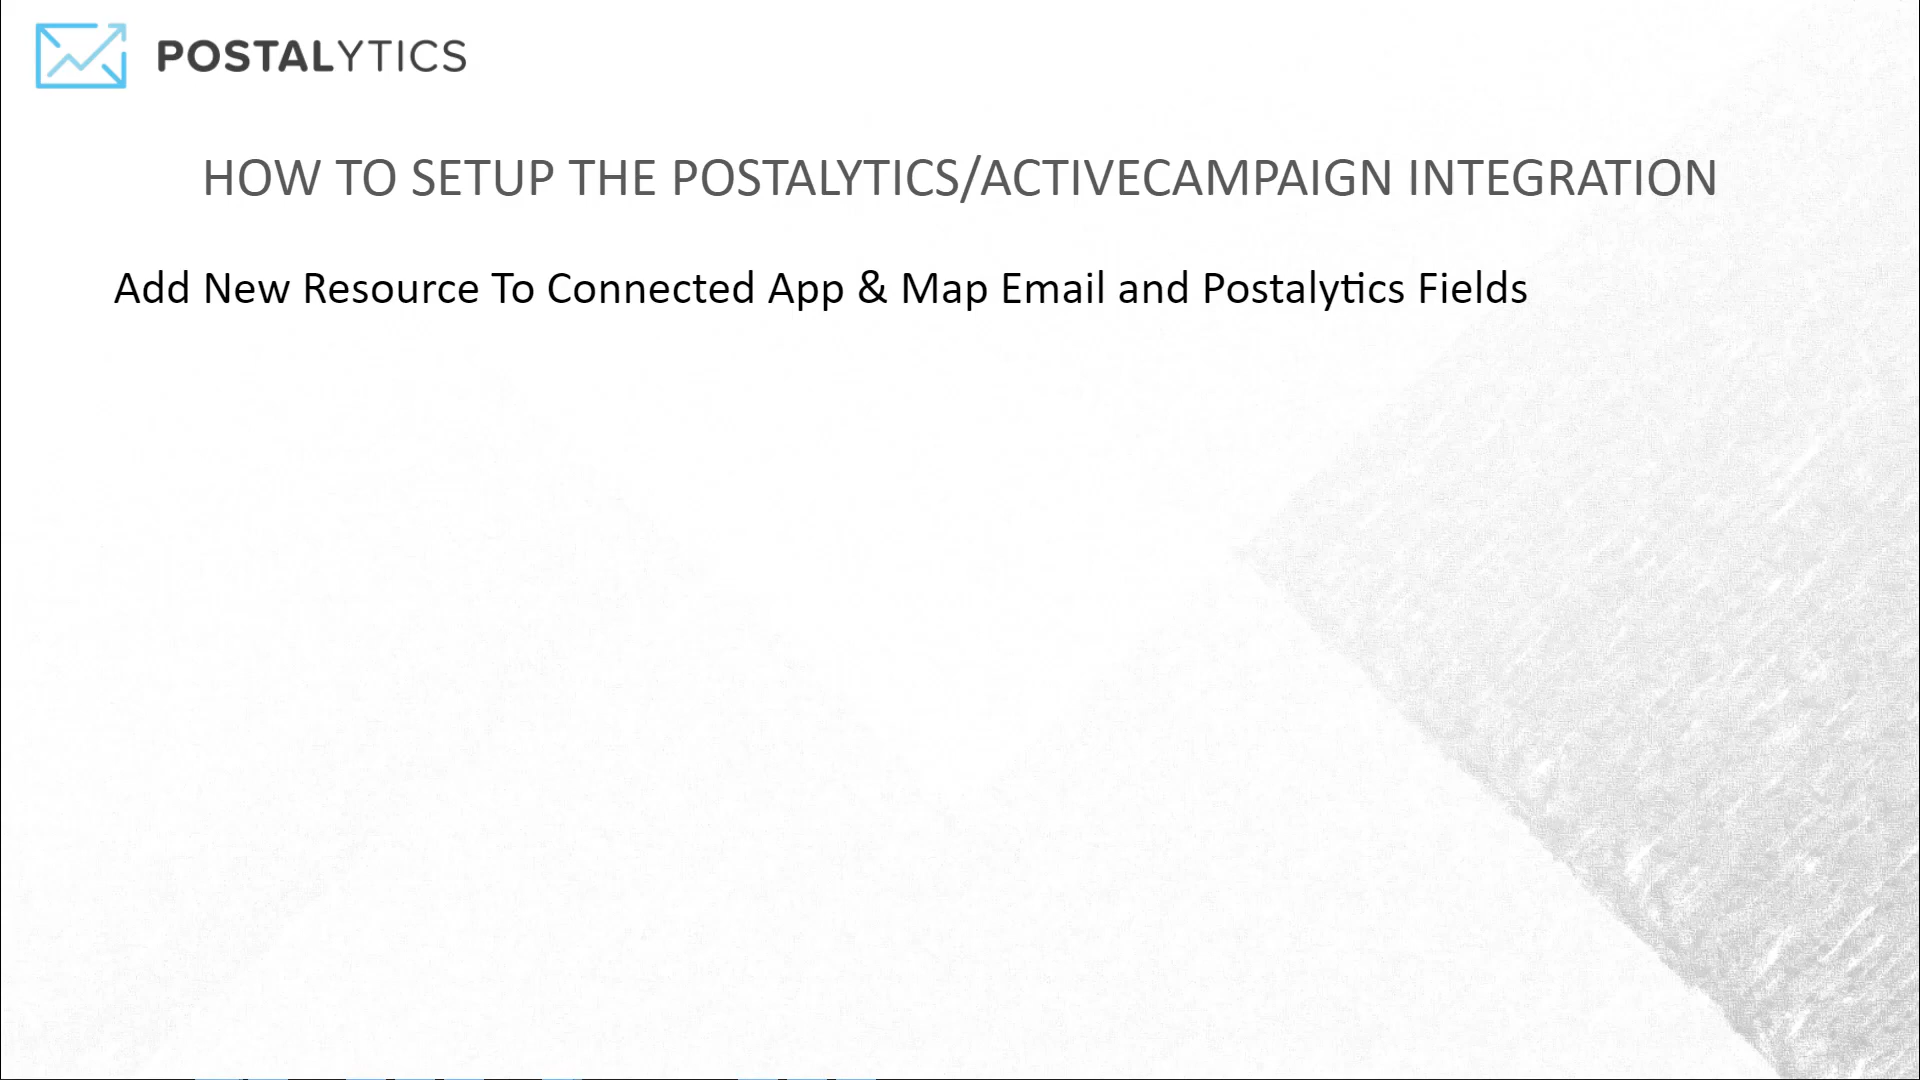 POSTALYTICS
HOW TO SETUP THE POSTALYTICS/ACTIVECAMPAIGN INTEGRATION
Add New Resource To Connected App & Map Email and Postalytics Fields